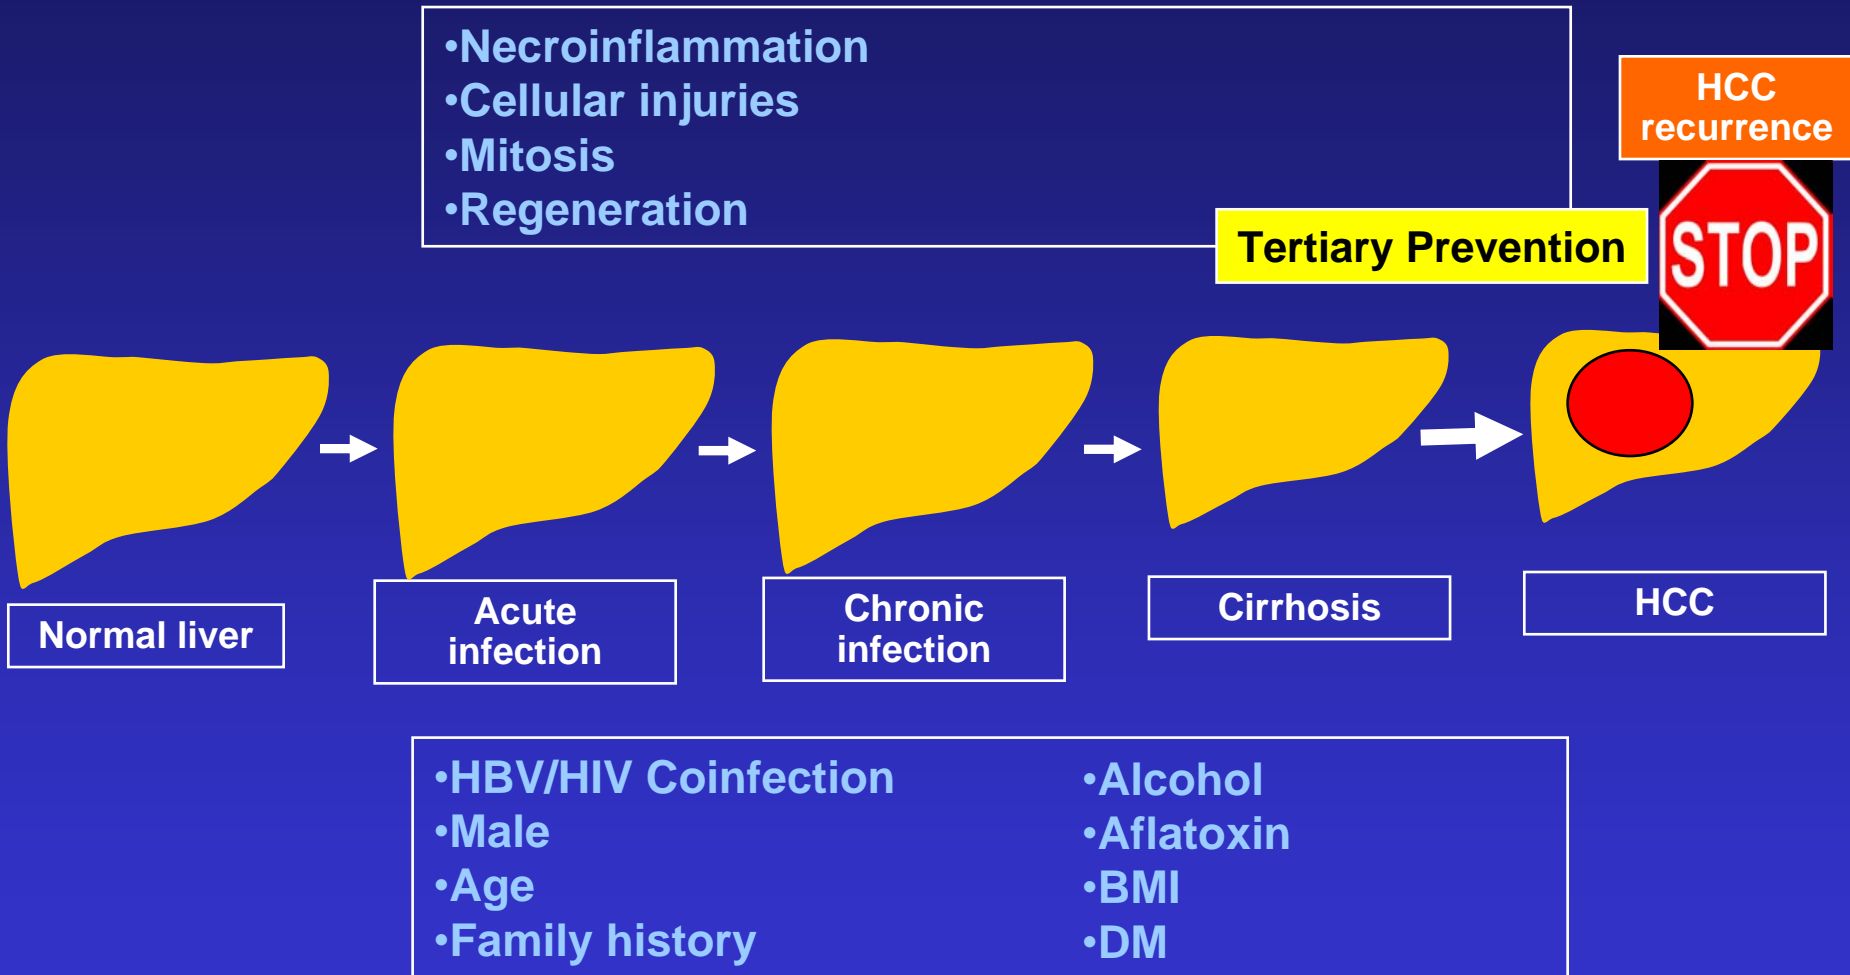 •Necroinflammation
•Cellular injuries
•Mitosis
•Regeneration
HCC
recurrence
STOP
Tertiary Prevention
Normal liver
Acute
infection
Chronic
infection
Cirrhosis
HCC
•HBV/HIV Coinfection
•Male
•Age
•Family history
•Alcohol
•Aflatoxin
•BMI
•DM